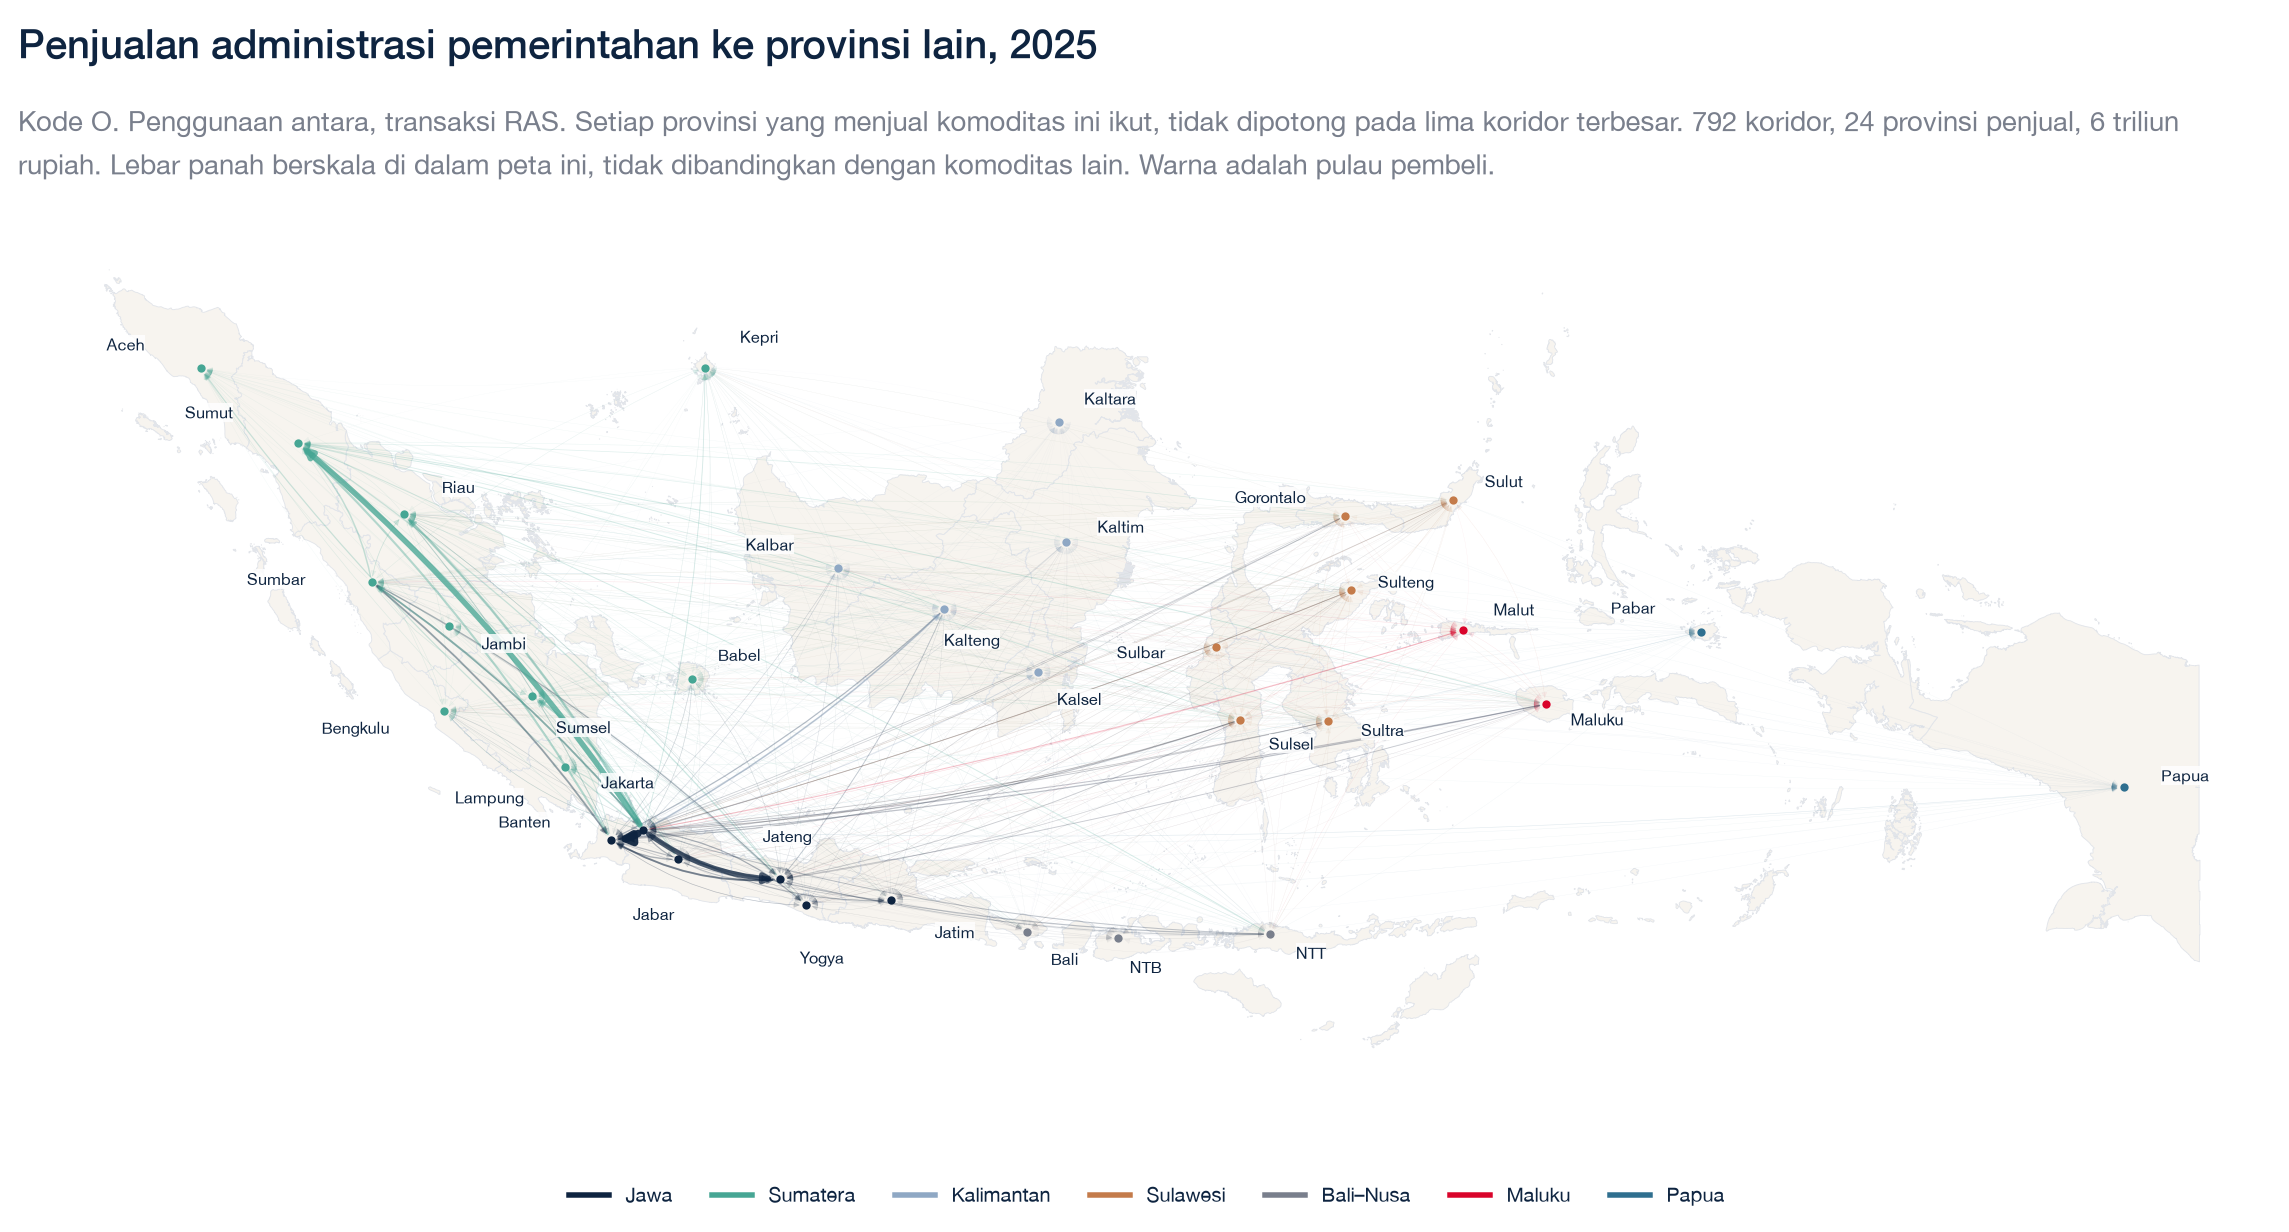 Penjualan administrasi pemerintahan ke provinsi lain, 2025
Kode O. Penggunaan antara, transaksi RAS. Setiap provinsi yang menjual komoditas ini ikut, tidak dipotong pada lima koridor terbesar. 792 koridor, 24 provinsi penjual, 6 triliun
rupiah. Lebar panah berskala di dalam peta ini, tidak dibandingkan dengan komoditas lain. Warna adalah pulau pembeli.
Kepri
Aceh
Kaltara
Sumut
Sulut
Riau
Gorontalo
Kaltim
Kalbar
Sumbar
Sulteng
Malut
Pabar
Jambi
Kalteng
Sulbar
Babel
Kalsel
Maluku
Bengkulu
Sumsel
Sultra
Sulsel
Papua
Jakarta
Lampung
Banten
Jateng
Jabar
Jatim
NTT
Yogya
Bali
NTB
Jawa
Sumatera
Kalimantan
Sulawesi
Bali–Nusa
Maluku
Papua